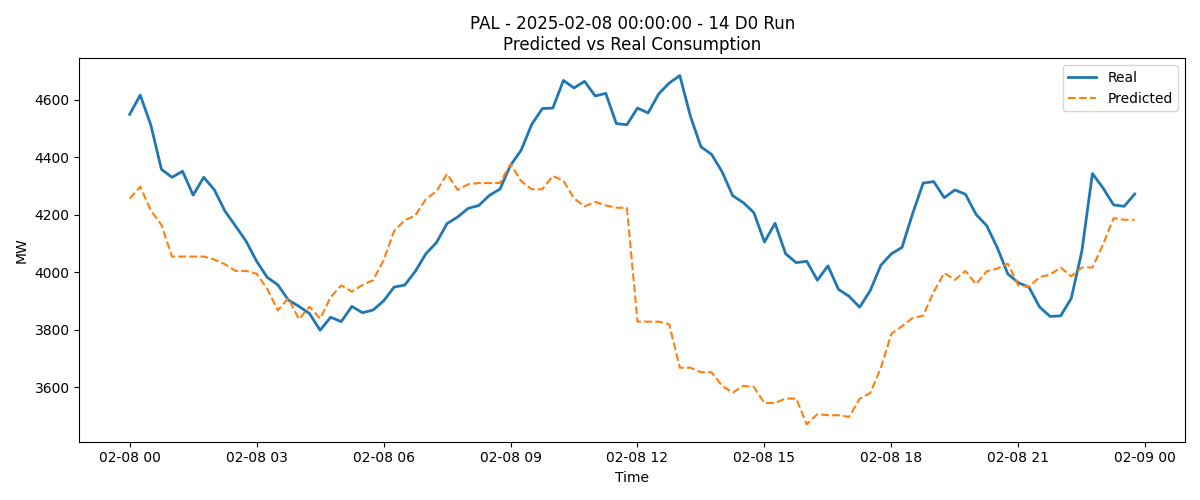 PAL - 2025-02-08 00:00:00 - 14 D0 Run
Predicted vs Real Consumption
Real
Predicted
MW
4600
4400
4200
4000
3800
3600
02-08 00
02-08 03
02-08 06
02-08 09
02-08 12
02-08 15
02-08 18
02-08 21
02-09 00
Time